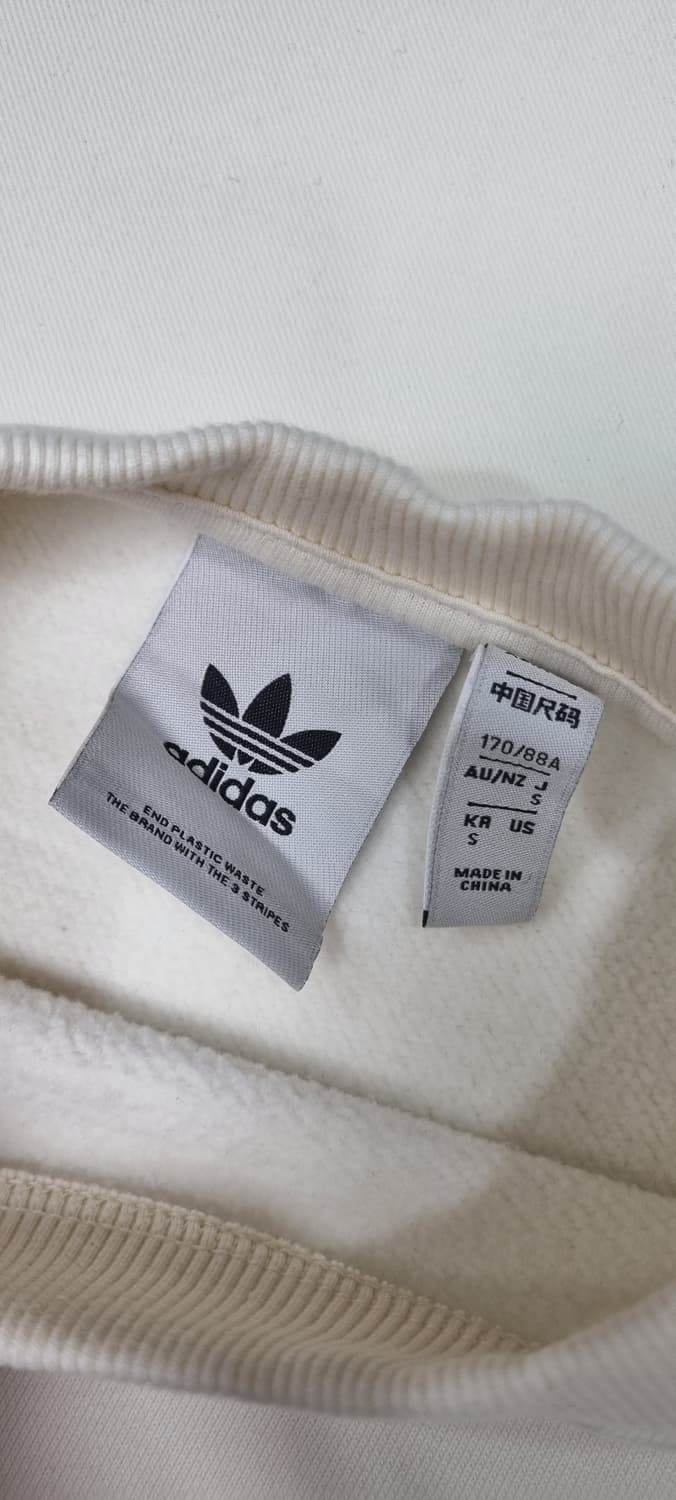 adidas
END PLASTIC WASTE
THE BRAND WITH THE 3 STRIPES
中国尺码
170/88A
AU/NZ J
S
KR US
S
MADE IN
CHINA